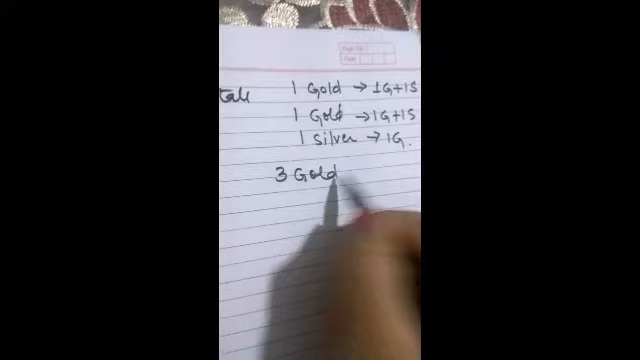 1 Gold → 1G+1S
1 Gold → 1G+1S
1 silver → 1G.
3 Gold